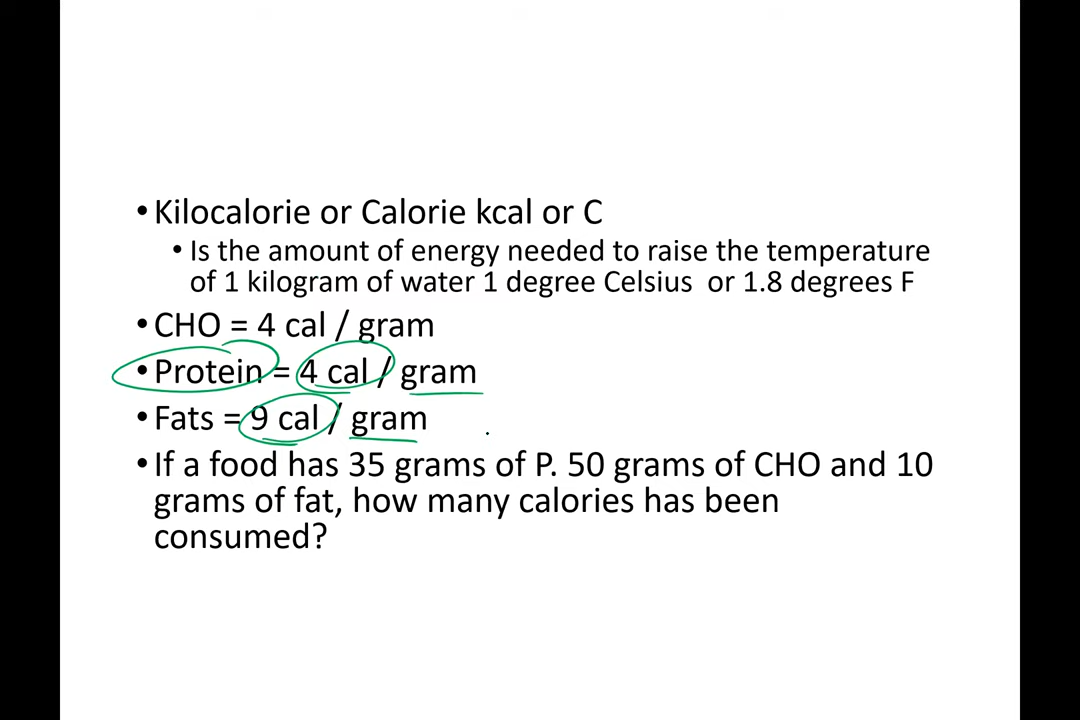 •Kilocalorie or Calorie kcal or C
•Is the amount of energy needed to raise the temperature
of 1 kilogram of water 1 degree Celsius or 1.8 degrees F
•CHO = 4 cal / gram
•Protein = 4 cal / gram
•Fats = 9 cal / gram
•If a food has 35 grams of P. 50 grams of CHO and 10
grams of fat, how many calories has been
consumed?